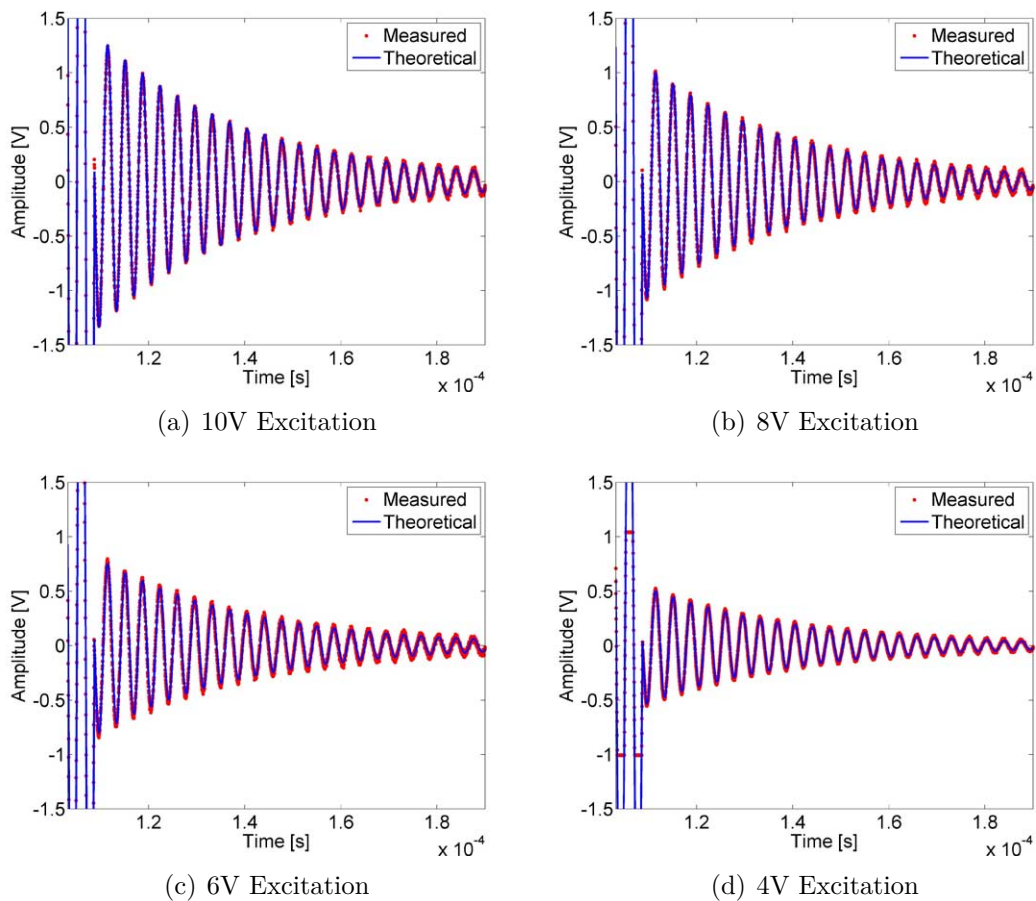 1.5
1
0.5
0
-0.5
-1
-1.5
Amplitude [V]
Measured
Theoretical
1.2 1.4 1.6 1.8
Time [s]
x 10⁻⁴
(a) 10V Excitation
1.5
1
0.5
0
-0.5
-1
-1.5
Amplitude [V]
Measured
Theoretical
1.2 1.4 1.6 1.8
Time [s]
x 10⁻⁴
(b) 8V Excitation
1.5
1
0.5
0
-0.5
-1
-1.5
Amplitude [V]
Measured
Theoretical
1.2 1.4 1.6 1.8
Time [s]
x 10⁻⁴
(c) 6V Excitation
1.5
1
0.5
0
-0.5
-1
-1.5
Amplitude [V]
Measured
Theoretical
1.2 1.4 1.6 1.8
Time [s]
x 10⁻⁴
(d) 4V Excitation